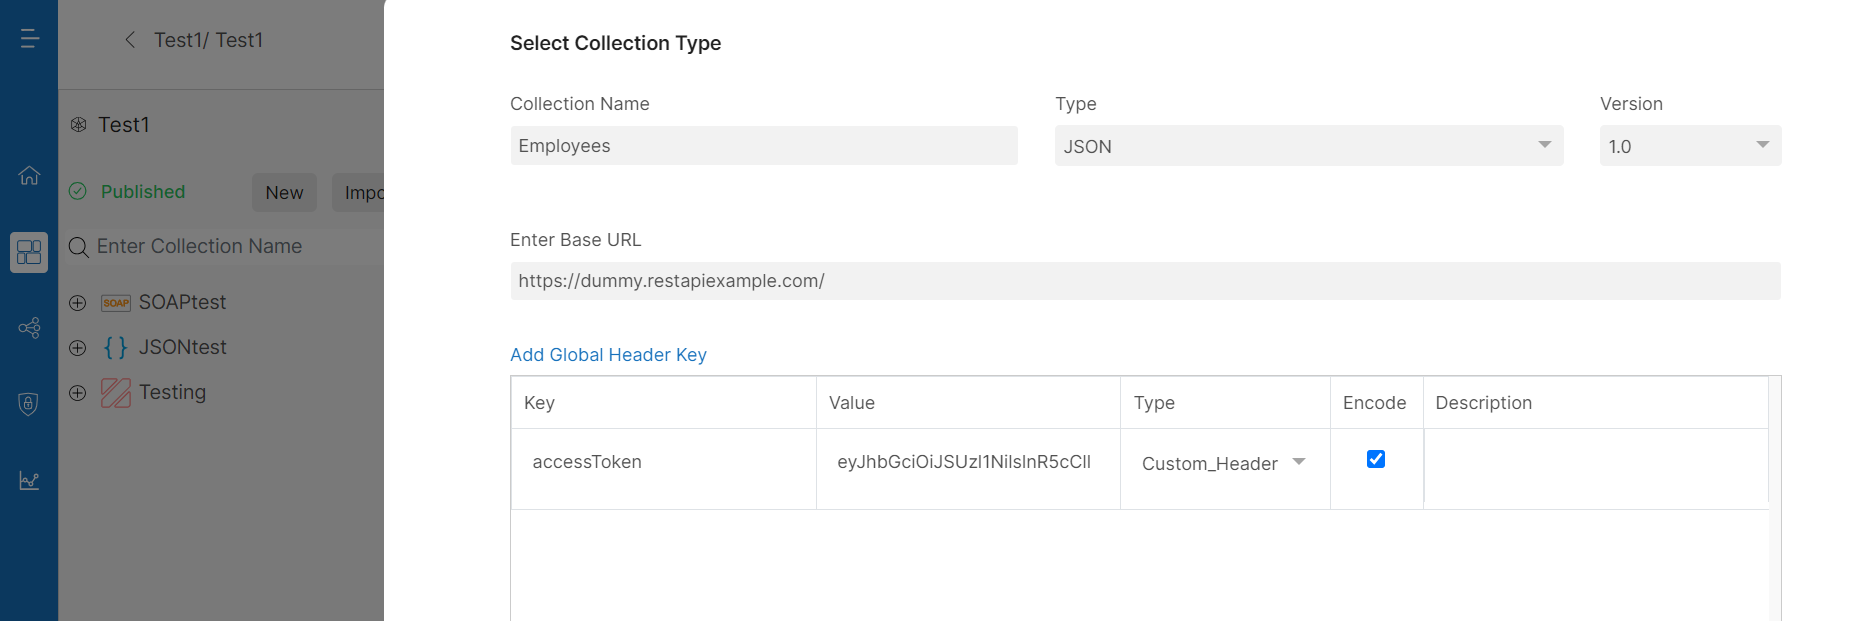 Test1/ Test1
Test1
Published
New
Impo
Enter Collection Name
SOAP SOAPtest
{ } JSONtest
Testing
Select Collection Type
Collection Name
Type
Version
Employees
JSON
1.0
Enter Base URL
https://dummy.restapiexample.com/
Add Global Header Key
Key Value Type Encode Description
accessToken eyJhbGciOiJSUzI1NiIsInR5cCII Custom_Header